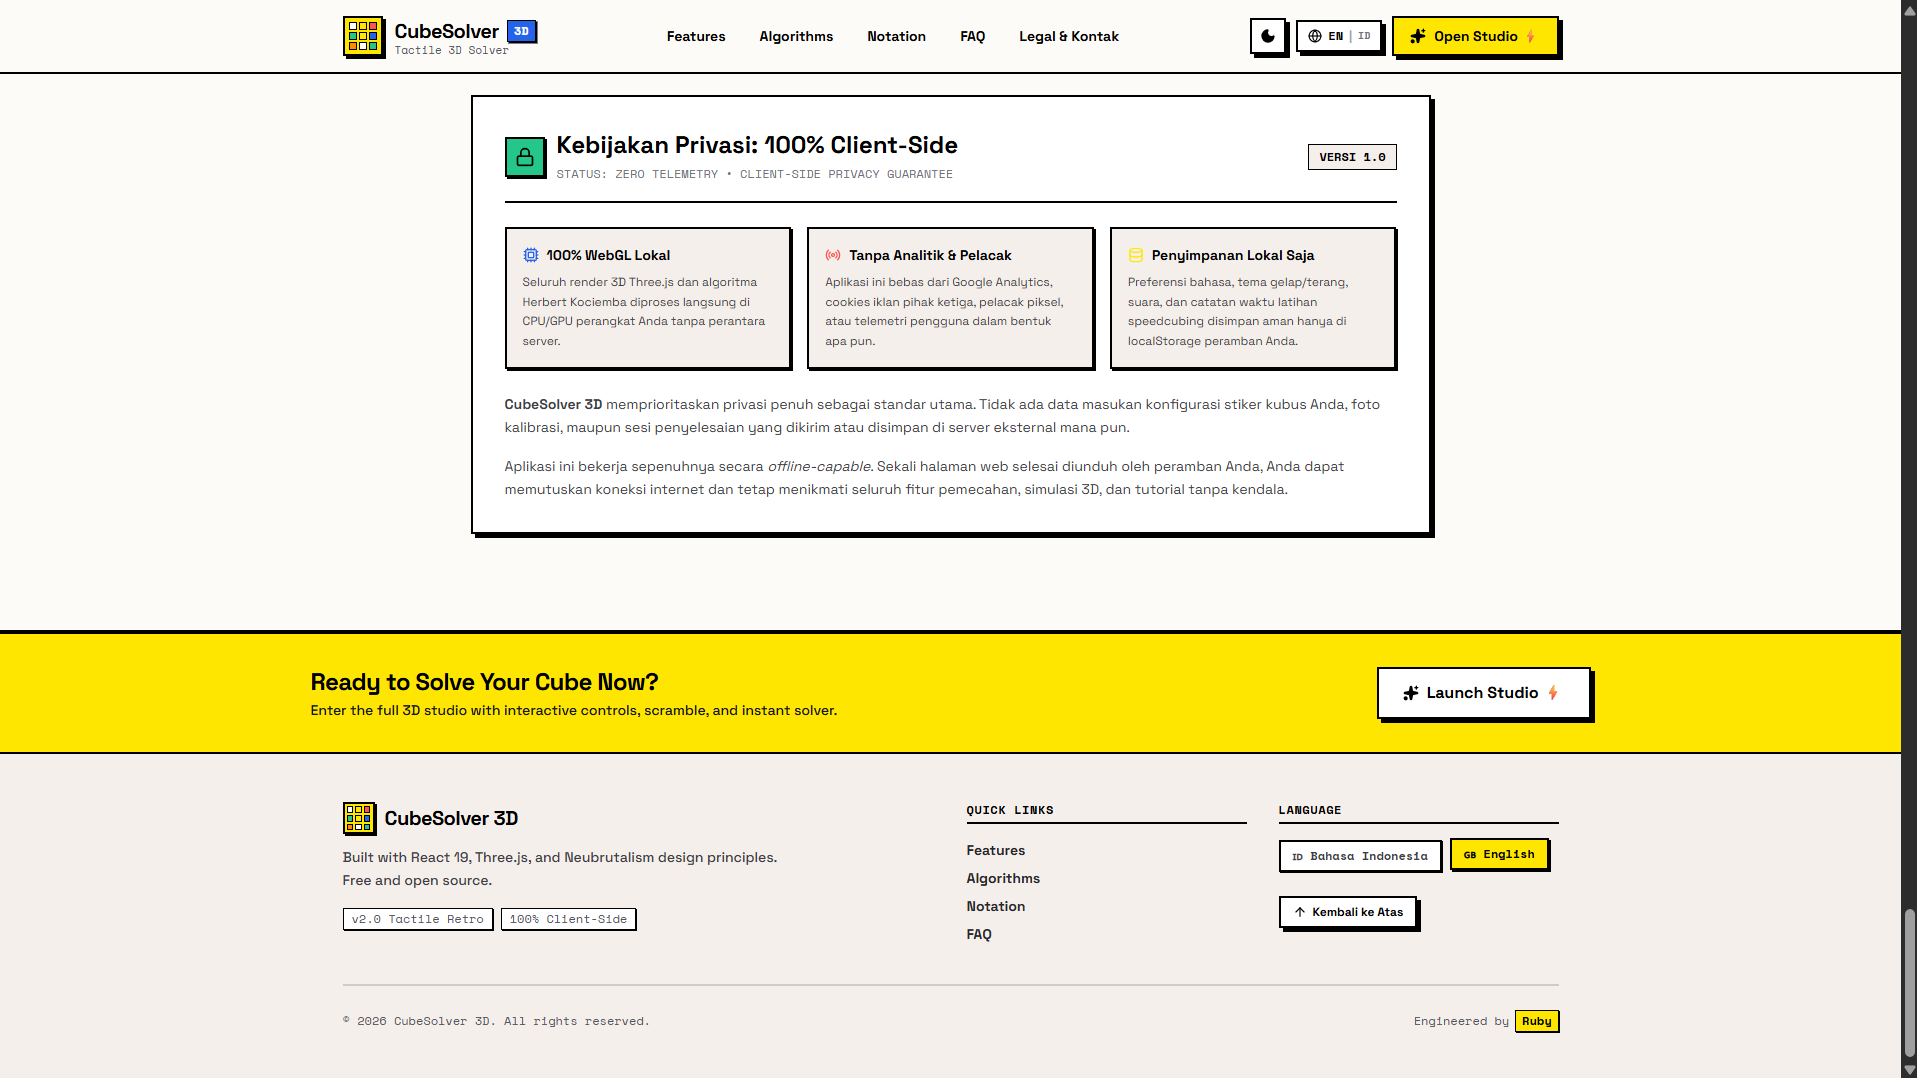 CubeSolver 3D
Tactile 3D Solver
Features
Algorithms
Notation
FAQ
Legal & Kontak
EN | ID
Open Studio
Kebijakan Privasi: 100% Client-Side
STATUS: ZERO TELEMETRY • CLIENT-SIDE PRIVACY GUARANTEE
VERSI 1.0
100% WebGL Lokal
Seluruh render 3D Three.js dan algoritma
Herbert Kociemba diproses langsung di
CPU/GPU perangkat Anda tanpa perantara
server.
Tanpa Analitik & Pelacak
Aplikasi ini bebas dari Google Analytics,
cookies iklan pihak ketiga, pelacak piksel,
atau telemetri pengguna dalam bentuk
apa pun.
Penyimpanan Lokal Saja
Preferensi bahasa, tema gelap/terang,
suara, dan catatan waktu latihan
speedcubing disimpan aman hanya di
localStorage peramban Anda.
CubeSolver 3D memprioritaskan privasi penuh sebagai standar utama. Tidak ada data masukan konfigurasi stiker kubus Anda, foto
kalibrasi, maupun sesi penyelesaian yang dikirim atau disimpan di server eksternal mana pun.
Aplikasi ini bekerja sepenuhnya secara offline-capable. Sekali halaman web selesai diunduh oleh peramban Anda, Anda dapat
memutuskan koneksi internet dan tetap menikmati seluruh fitur pemecahan, simulasi 3D, dan tutorial tanpa kendala.
Ready to Solve Your Cube Now?
Enter the full 3D studio with interactive controls, scramble, and instant solver.
Launch Studio
CubeSolver 3D
Built with React 19, Three.js, and Neubrutalism design principles.
Free and open source.
v2.0 Tactile Retro
100% Client-Side
QUICK LINKS
Features
Algorithms
Notation
FAQ
LANGUAGE
ID Bahasa Indonesia
GB English
Kembali ke Atas
© 2026 CubeSolver 3D. All rights reserved.
Engineered by Ruby